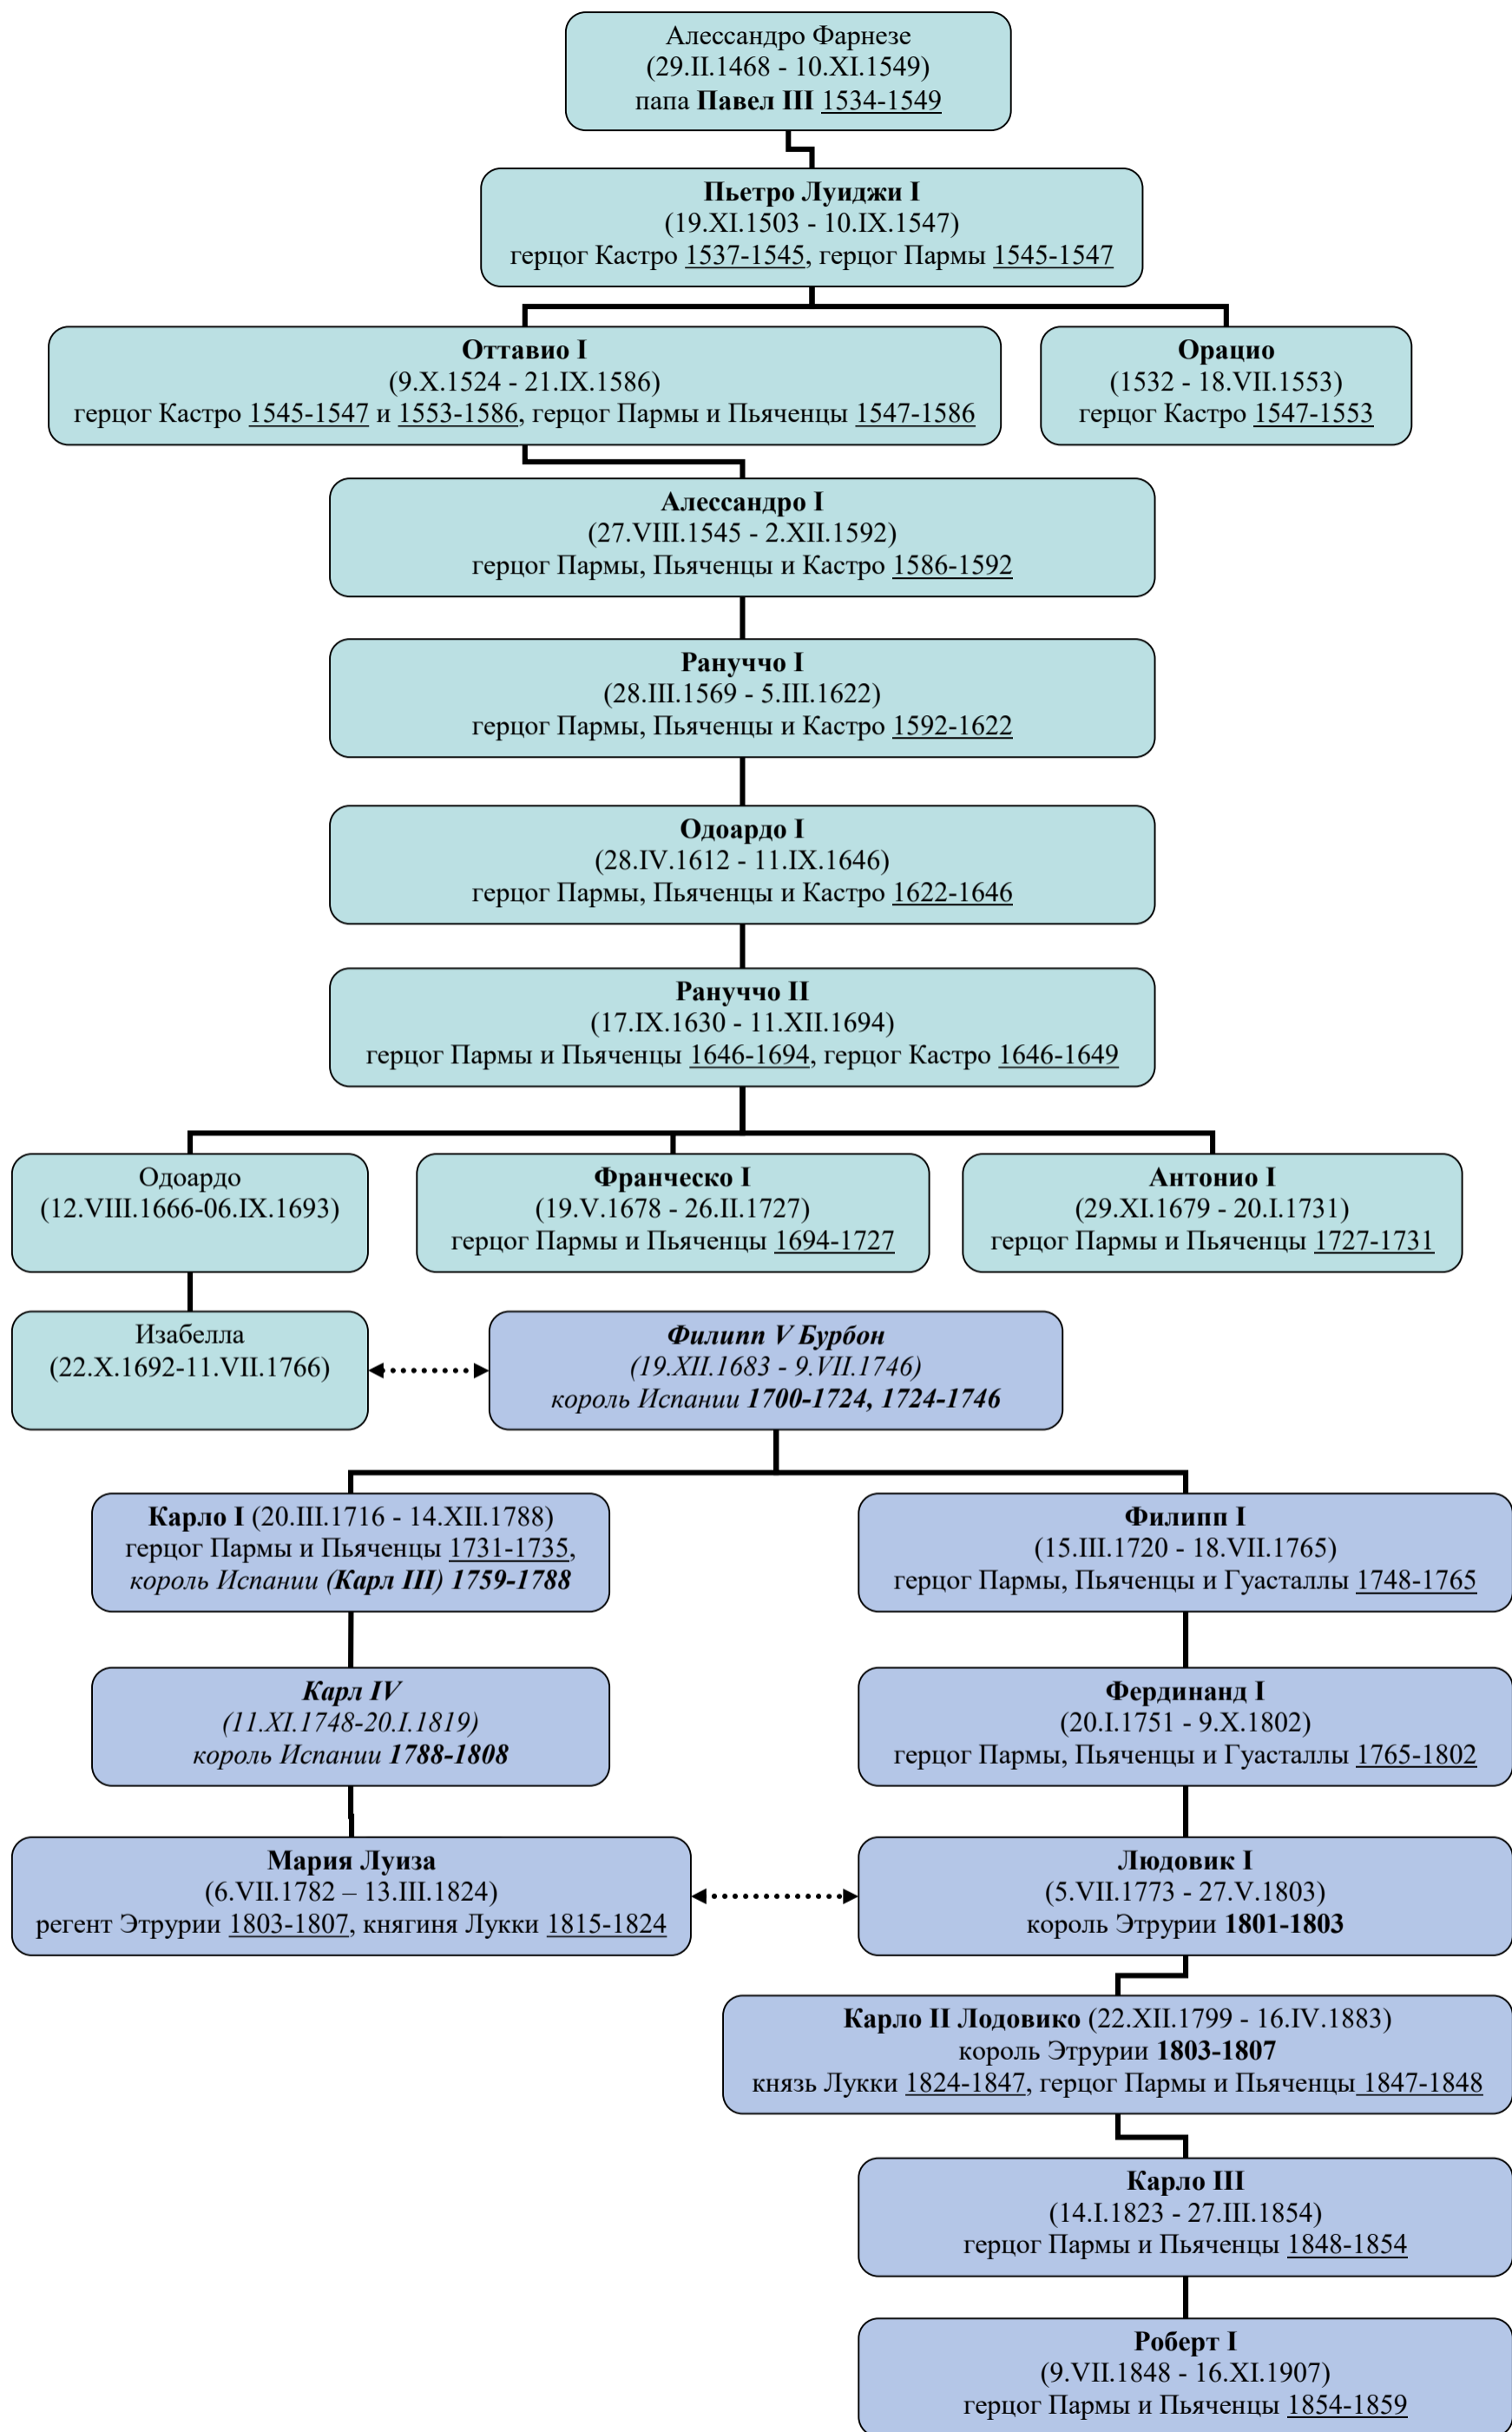 Алессандро Фарнезе
(29.II.1468 - 10.XI.1549)
папа Павел III 1534-1549
Пьетро Луиджи I
(19.XI.1503 - 10.IX.1547)
герцог Кастро 1537-1545, герцог Пармы 1545-1547
Оттавио I
(9.X.1524 - 21.IX.1586)
герцог Кастро 1545-1547 и 1553-1586, герцог Пармы и Пьяченцы 1547-1586
Орацио
(1532 - 18.VII.1553)
герцог Кастро 1547-1553
Алессандро I
(27.VIII.1545 - 2.XII.1592)
герцог Пармы, Пьяченцы и Кастро 1586-1592
Рануччо I
(28.III.1569 - 5.III.1622)
герцог Пармы, Пьяченцы и Кастро 1592-1622
Одоардо I
(28.IV.1612 - 11.IX.1646)
герцог Пармы, Пьяченцы и Кастро 1622-1646
Рануччо II
(17.IX.1630 - 11.XII.1694)
герцог Пармы и Пьяченцы 1646-1694, герцог Кастро 1646-1649
Одоардо
(12.VIII.1666-06.IX.1693)
Франческо I
(19.V.1678 - 26.II.1727)
герцог Пармы и Пьяченцы 1694-1727
Антонио I
(29.XI.1679 - 20.I.1731)
герцог Пармы и Пьяченцы 1727-1731
Изабелла
(22.X.1692-11.VII.1766)
Филипп V Бурбон
(19.XII.1683 - 9.VII.1746)
король Испании 1700-1724, 1724-1746
Карло I (20.III.1716 - 14.XII.1788)
герцог Пармы и Пьяченцы 1731-1735,
король Испании (Карл III) 1759-1788
Филипп I
(15.III.1720 - 18.VII.1765)
герцог Пармы, Пьяченцы и Гуасталлы 1748-1765
Карл IV
(11.XI.1748-20.I.1819)
король Испании 1788-1808
Фердинанд I
(20.I.1751 - 9.X.1802)
герцог Пармы, Пьяченцы и Гуасталлы 1765-1802
Мария Луиза
(6.VII.1782 – 13.III.1824)
регент Этрурии 1803-1807, княгиня Лукки 1815-1824
Людовик I
(5.VII.1773 - 27.V.1803)
король Этрурии 1801-1803
Карло II Лодовико (22.XII.1799 - 16.IV.1883)
король Этрурии 1803-1807
князь Лукки 1824-1847, герцог Пармы и Пьяченцы 1847-1848
Карло III
(14.I.1823 - 27.III.1854)
герцог Пармы и Пьяченцы 1848-1854
Роберт I
(9.VII.1848 - 16.XI.1907)
герцог Пармы и Пьяченцы 1854-1859